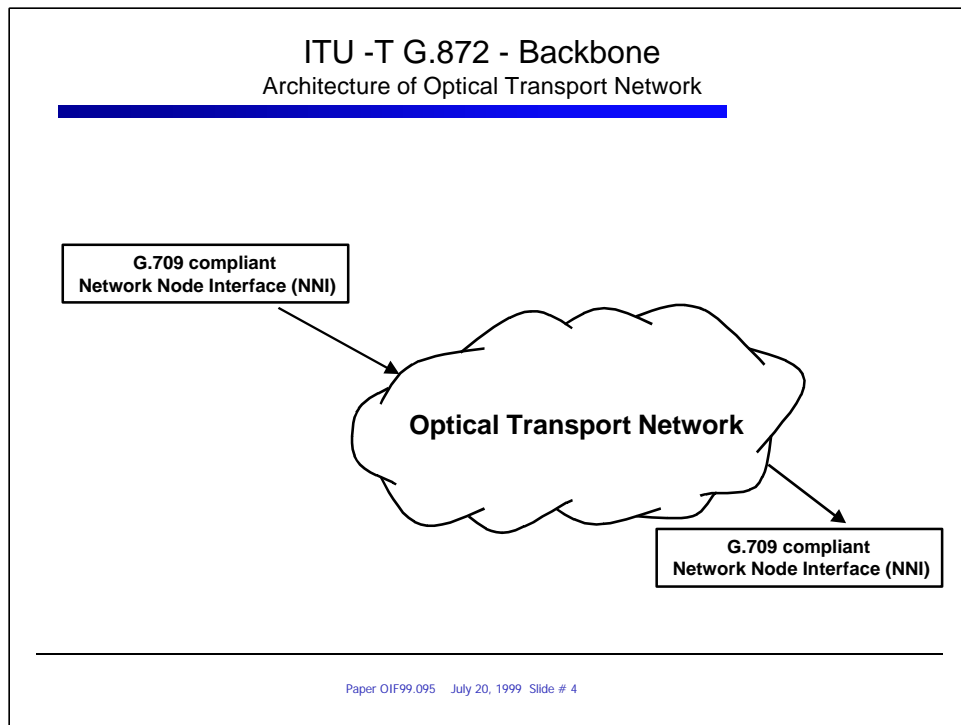 ITU -T G.872 - Backbone
Architecture of Optical Transport Network
G.709 compliant
Network Node Interface (NNI)
Optical Transport Network
G.709 compliant
Network Node Interface (NNI)
Paper OIF99.095 July 20, 1999 Slide # 4